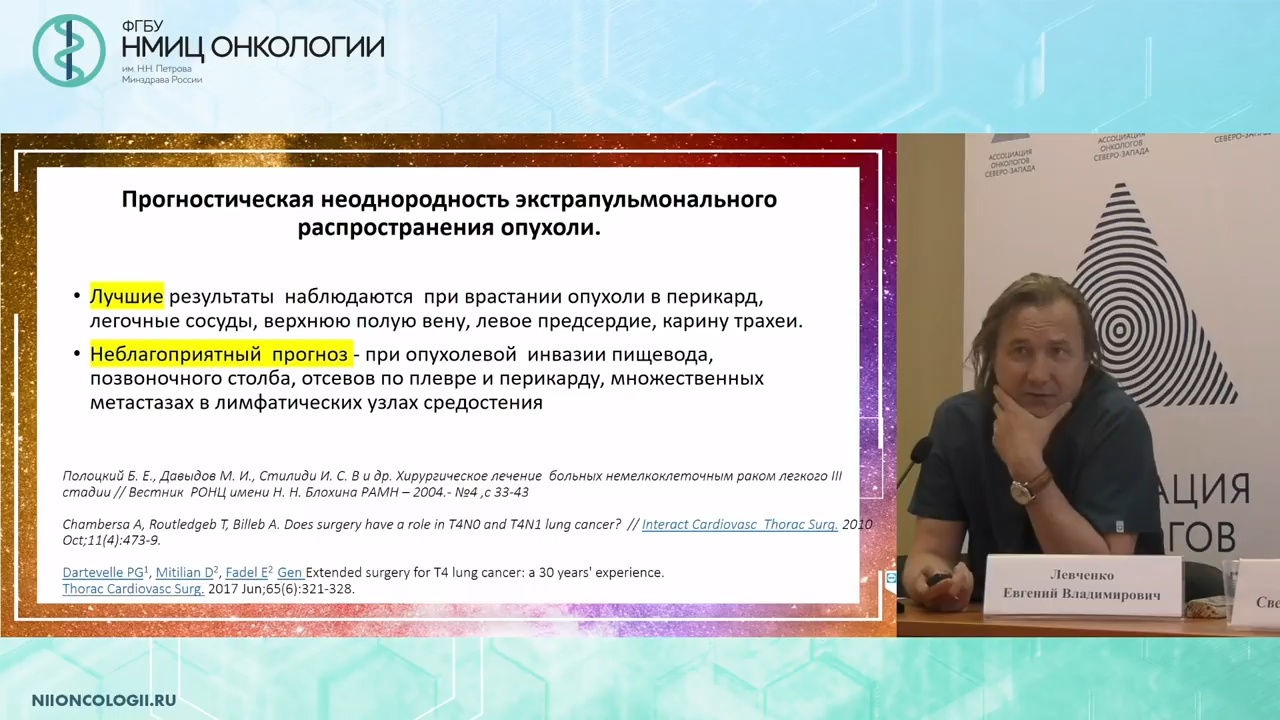 ФГБУ
НМИЦ ОНКОЛОГИИ
им. Н.Н. Петрова
Минздрава России
Прогностическая неоднородность экстрапульмонального
распространения опухоли.
• Лучшие результаты наблюдаются при врастании опухоли в перикард,
легочные сосуды, верхнюю полую вену, левое предсердие, карину трахеи.
• Неблагоприятный прогноз - при опухолевой инвазии пищевода,
позвоночного столба, отсевов по плевре и перикарду, множественных
метастазах в лимфатических узлах средостения
Полоцкий Б. Е., Давыдов М. И., Стилиди И. С. В и др. Хирургическое лечение больных немелкоклеточным раком легкого III
стадии // Вестник РОНЦ имени Н. Н. Блохина РАМН – 2004.- №4 ,с 33-43
Chambersa A, Routledgeb T, Billeb A. Does surgery have a role in T4N0 and T4N1 lung cancer? // Interact Cardiovasc Thorac Surg. 2010
Oct;11(4):473-9.
Dartevelle PG1, Mitilian D2, Fadel E2 Gen Extended surgery for T4 lung cancer: a 30 years' experience.
Thorac Cardiovasc Surg. 2017 Jun;65(6):321-328.
АССОЦИАЦИЯ
ОНКОЛОГОВ
СЕВЕРО-ЗАПАДА
АССОЦИАЦИЯ
ОНКОЛОГОВ
СЕВЕРО-ЗАПАДА
СЕВЕРО-ЗАПА
АЦИЯ
ГОВ
Левченко
Евгений Владимирович
Све
NIIONCOLOGII.RU